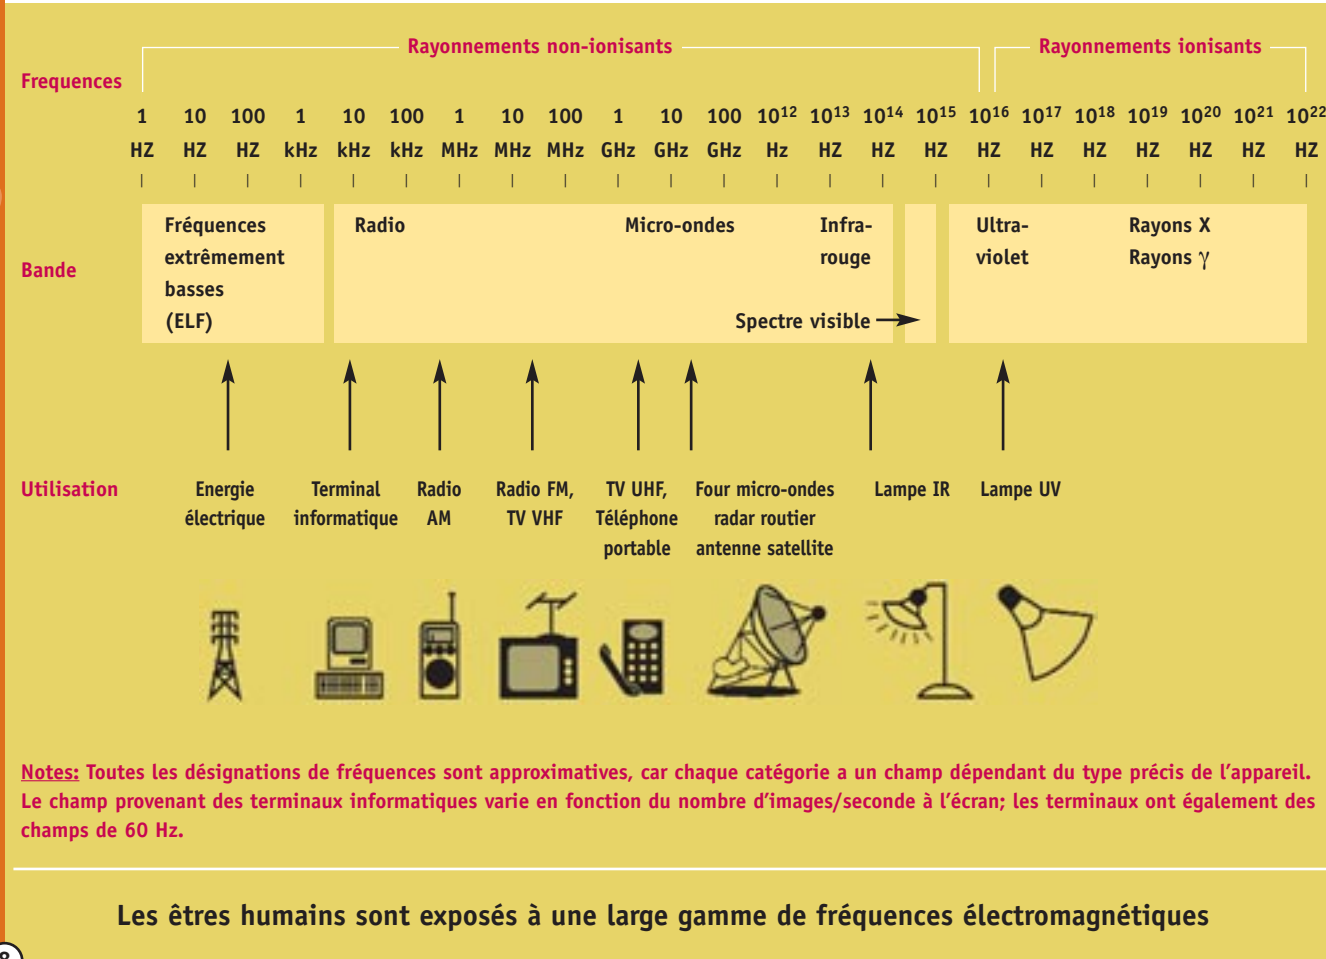 Rayonnements non-ionisants Rayonnements ionisants
Frequences
1 10 100 1 10 100 1 10 100 1 10 100 10¹² 10¹³ 10¹⁴ 10¹⁵ 10¹⁶ 10¹⁷ 10¹⁸ 10¹⁹ 10²⁰ 10²¹ 10²²
HZ HZ HZ kHz kHz kHz MHz MHz MHz GHz GHz GHz Hz HZ HZ HZ HZ HZ HZ HZ HZ HZ HZ
Fréquences Radio Micro-ondes Infra- Ultra- Rayons X
extrêmement rouge violet Rayons γ
Bande
basses
(ELF) Spectre visible
Utilisation Energie Terminal Radio Radio FM, TV UHF, Four micro-ondes Lampe IR Lampe UV
électrique informatique AM TV VHF Téléphone radar routier
portable antenne satellite
Notes: Toutes les désignations de fréquences sont approximatives, car chaque catégorie a un champ dépendant du type précis de l'appareil.
Le champ provenant des terminaux informatiques varie en fonction du nombre d'images/seconde à l'écran; les terminaux ont également des
champs de 60 Hz.
Les êtres humains sont exposés à une large gamme de fréquences électromagnétiques